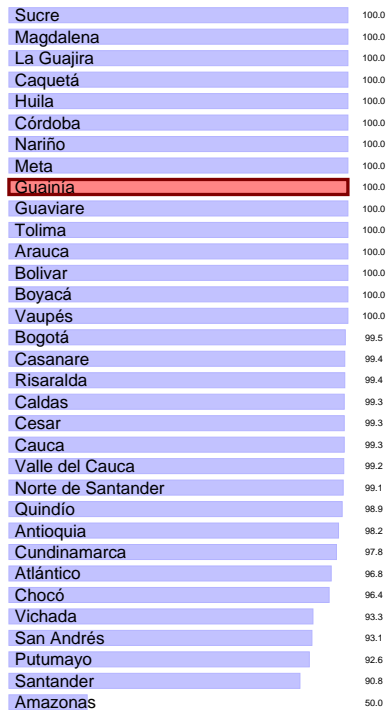 Sucre 100.0
Magdalena 100.0
La Guajira 100.0
Caquetá 100.0
Huila 100.0
Córdoba 100.0
Nariño 100.0
Meta 100.0
Guainía 100.0
Guaviare 100.0
Tolima 100.0
Arauca 100.0
Bolivar 100.0
Boyacá 100.0
Vaupés 100.0
Bogotá 99.5
Casanare 99.4
Risaralda 99.4
Caldas 99.3
Cesar 99.3
Cauca 99.3
Valle del Cauca 99.2
Norte de Santander 99.1
Quindío 98.9
Antioquia 98.2
Cundinamarca 97.8
Atlántico 96.8
Chocó 96.4
Vichada 93.3
San Andrés 93.1
Putumayo 92.6
Santander 90.8
Amazonas 50.0